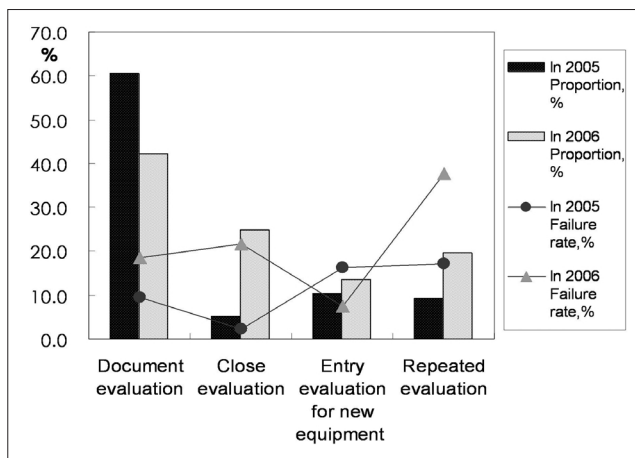 70.0
%
60.0
50.0
40.0
30.0
20.0
10.0
0.0
Document
evaluation
Close
evaluation
Entry
evaluation
for new
equipment
Repeated
evaluation
In 2005
Proportion,
%
In 2006
Proportion,
%
In 2005
Failure
rate,%
In 2006
Failure
rate,%